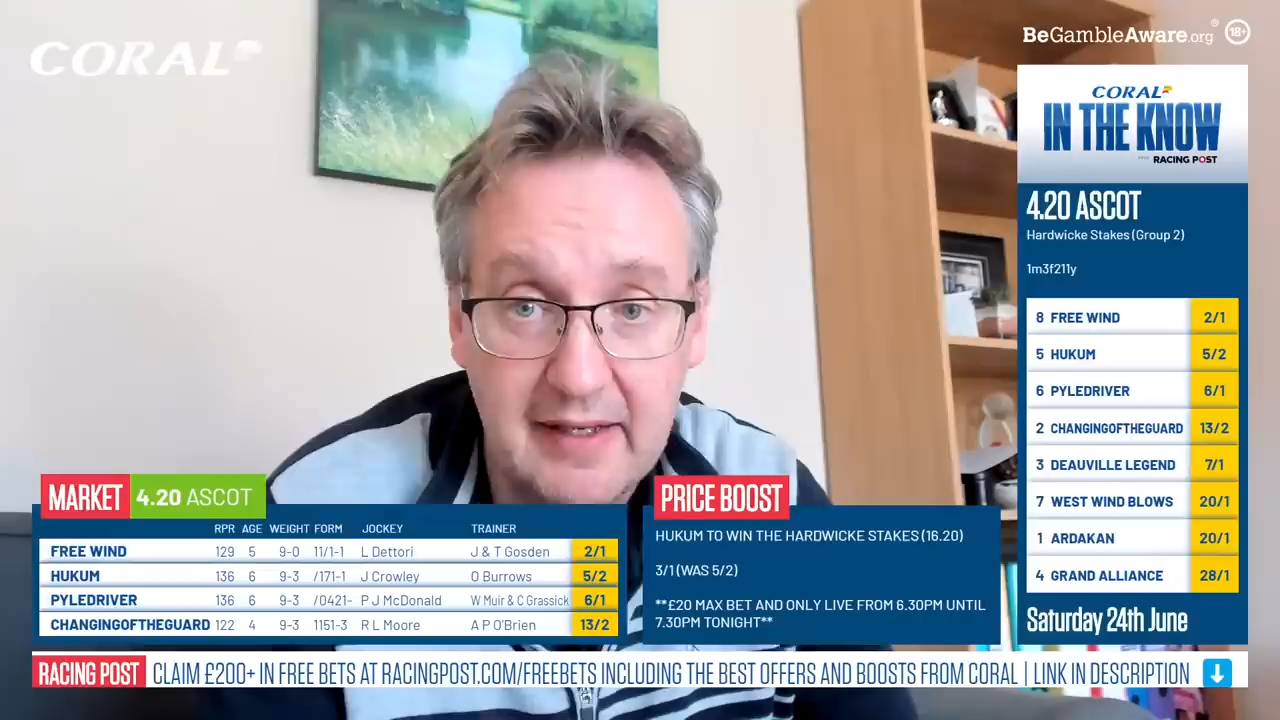 CORAL
BeGambleAware.org® 18+
CORAL
IN THE KNOW
RACING POST
4.20 ASCOT
Hardwicke Stakes (Group 2)
1m3f211y
8 FREE WIND 2/1
5 HUKUM 5/2
6 PYLEDRIVER 6/1
2 CHANGINGOFTHEGUARD 13/2
3 DEAUVILLE LEGEND 7/1
7 WEST WIND BLOWS 20/1
1 ARDAKAN 20/1
4 GRAND ALLIANCE 28/1
Saturday 24th June
MARKET 4.20 ASCOT
RPR AGE WEIGHT FORM JOCKEY TRAINER
FREE WIND 129 5 9-0 11/1-1 L Dettori J & T Gosden 2/1
HUKUM 136 6 9-3 /171-1 J Crowley O Burrows 5/2
PYLEDRIVER 136 6 9-3 /0421- P J McDonald W Muir & C Grassick 6/1
CHANGINGOFTHEGUARD 122 4 9-3 1151-3 R L Moore A P O'Brien 13/2
PRICE BOOST
HUKUM TO WIN THE HARDWICKE STAKES (16.20)
3/1 (WAS 5/2)
**£20 MAX BET AND ONLY LIVE FROM 6.30PM UNTIL
7.30PM TONIGHT**
RACING POST CLAIM £200+ IN FREE BETS AT RACINGPOST.COM/FREEBETS INCLUDING THE BEST OFFERS AND BOOSTS FROM CORAL | LINK IN DESCRIPTION